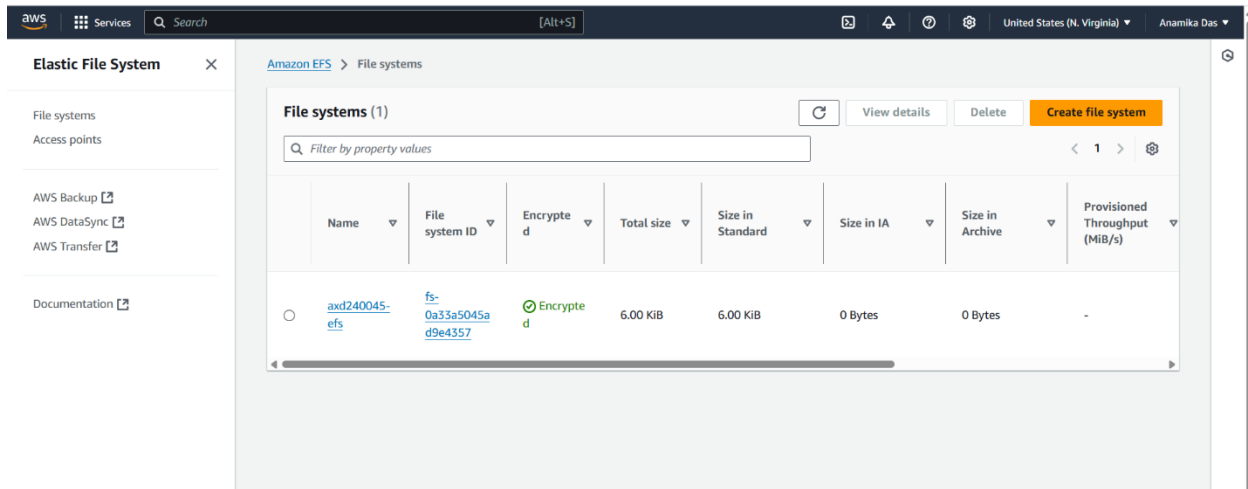 aws Services Search [Alt+S] United States (N. Virginia) Anamika Das
Elastic File System
File systems
Access points
AWS Backup
AWS DataSync
AWS Transfer
Documentation
Amazon EFS > File systems
File systems (1) View details Delete Create file system
Filter by property values
< 1 >
Name
File
system ID
Encrypte
d
Total size
Size in
Standard
Size in IA
Size in
Archive
Provisioned
Throughput
(MiB/s)
axd240045-
efs
fs-
0a33a5045a
d9e4357
Encrypte
d
6.00 KiB
6.00 KiB
0 Bytes
0 Bytes
-